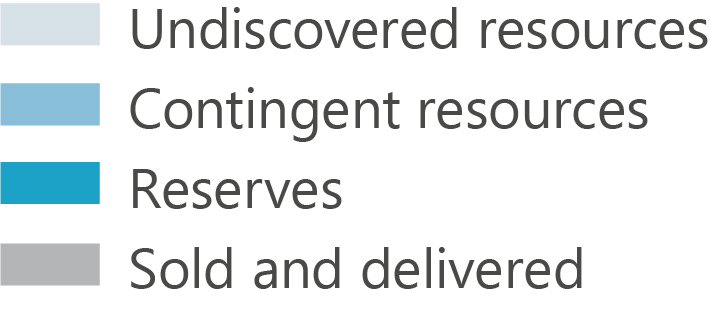 Undiscovered resources
Contingent resources
Reserves
Sold and delivered